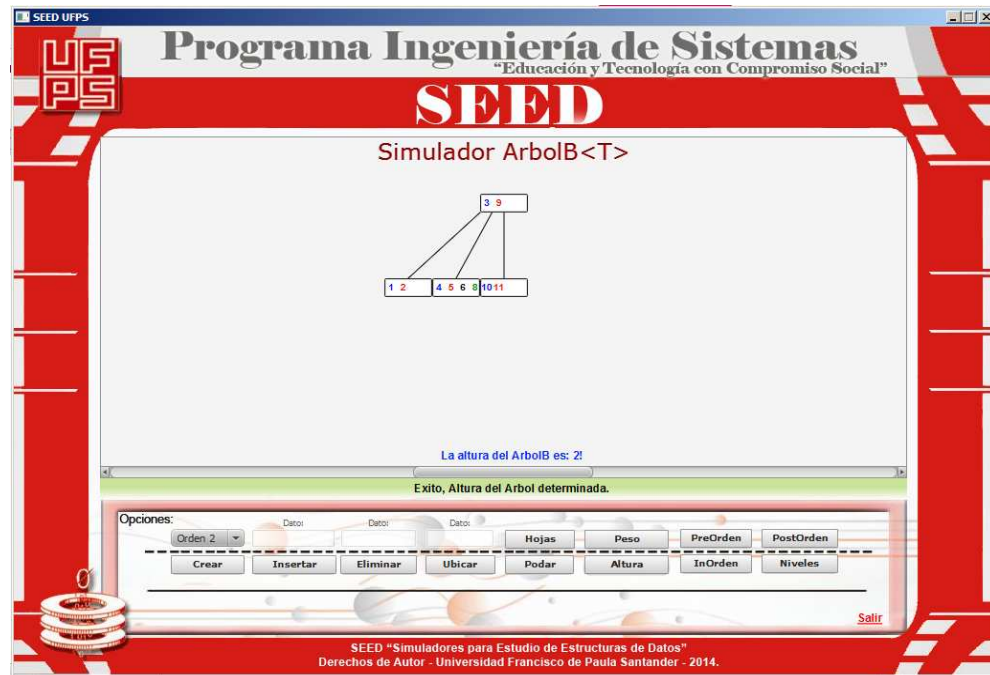 SEED UFPS
UFPS
Programa Ingeniería de Sistemas
“Educación y Tecnología con Compromiso Social”
SEED
Simulador ArbolB<T>
3 9
1 2 4 5 6 8 10 11
La altura del ArbolB es: 2!
Exito, Altura del Arbol determinada.
Opciones:
Dato: Dato: Dato:
Orden 2 Hojas Peso PreOrden PostOrden
Crear Insertar Eliminar Ubicar Podar Altura InOrden Niveles
Salir
SEED “Simuladores para Estudio de Estructuras de Datos”
Derechos de Autor - Universidad Francisco de Paula Santander - 2014.